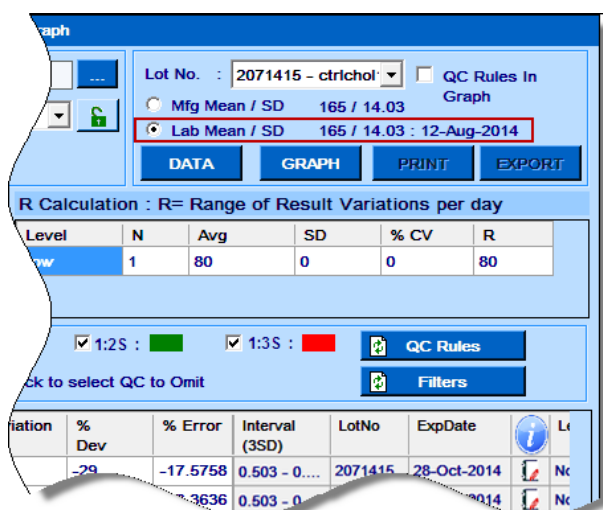 raph
... Lot No. : 2071415 - ctrlchol QC Rules In Graph
Mfg Mean / SD 165 / 14.03
Lab Mean / SD 165 / 14.03 : 12-Aug-2014
DATA GRAPH PRINT EXPORT
R Calculation : R= Range of Result Variations per day
Level N Avg SD % CV R
ow 1 80 0 0 80
1:2S : 1:3S : QC Rules
ck to select QC to Omit Filters
riation % Dev % Error Interval (3SD) LotNo ExpDate i Le
-29 -17.5758 0.503 - 0.... 2071415 28-Oct-2014 No
3636 0.503 - 0 2014 No